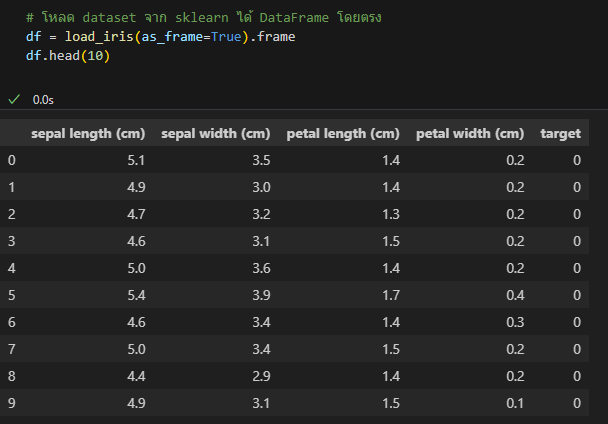 # โหลด dataset จาก sklearn ได้ DataFrame โดยตรง
df = load_iris(as_frame=True).frame
df.head(10)
0.0s
sepal length (cm) sepal width (cm) petal length (cm) petal width (cm) target
0 5.1 3.5 1.4 0.2 0
1 4.9 3.0 1.4 0.2 0
2 4.7 3.2 1.3 0.2 0
3 4.6 3.1 1.5 0.2 0
4 5.0 3.6 1.4 0.2 0
5 5.4 3.9 1.7 0.4 0
6 4.6 3.4 1.4 0.3 0
7 5.0 3.4 1.5 0.2 0
8 4.4 2.9 1.4 0.2 0
9 4.9 3.1 1.5 0.1 0